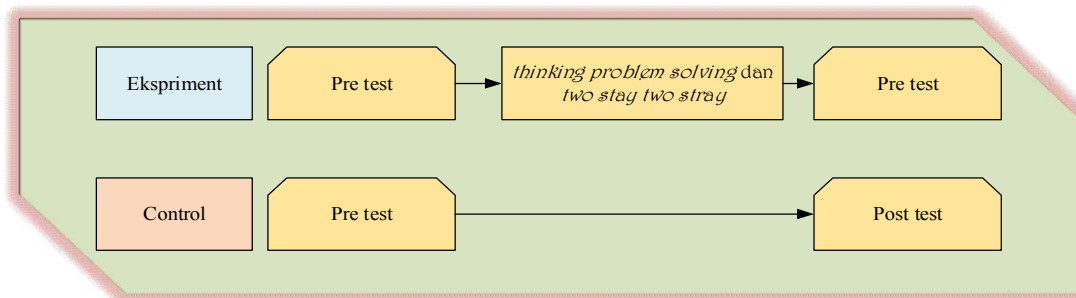 Ekspriment
Pre test
thinking problem solving dan
two stay two stray
Pre test
Control
Pre test
Post test